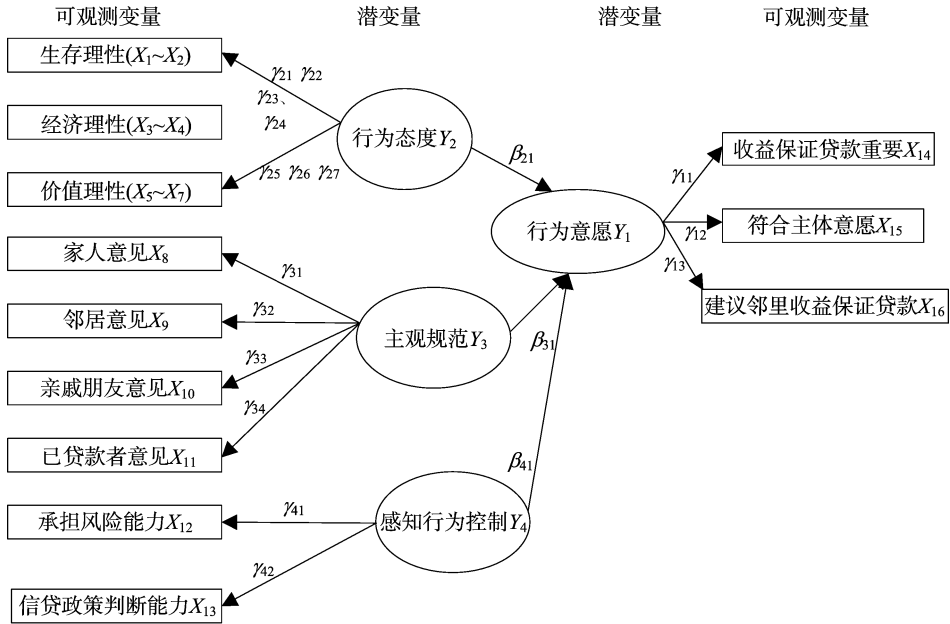 可观测变量 潜变量 潜变量 可观测变量
生存理性(X₁~X₂)
γ₂₁ γ₂₂
γ₂₃、
γ₂₄
经济理性(X₃~X₄)
行为态度Y₂
γ₂₅ γ₂₆ γ₂₇
价值理性(X₅~X₇)
β₂₁
收益保证贷款重要X₁₄
γ₁₁
行为意愿Y₁
γ₁₂
符合主体意愿X₁₅
γ₁₃
建议邻里收益保证贷款X₁₆
家人意见X₈
γ₃₁
邻居意见X₉
γ₃₂
主观规范Y₃
β₃₁
γ₃₃
亲戚朋友意见X₁₀
γ₃₄
已贷款者意见X₁₁
β₄₁
承担风险能力X₁₂
γ₄₁
感知行为控制Y₄
γ₄₂
信贷政策判断能力X₁₃